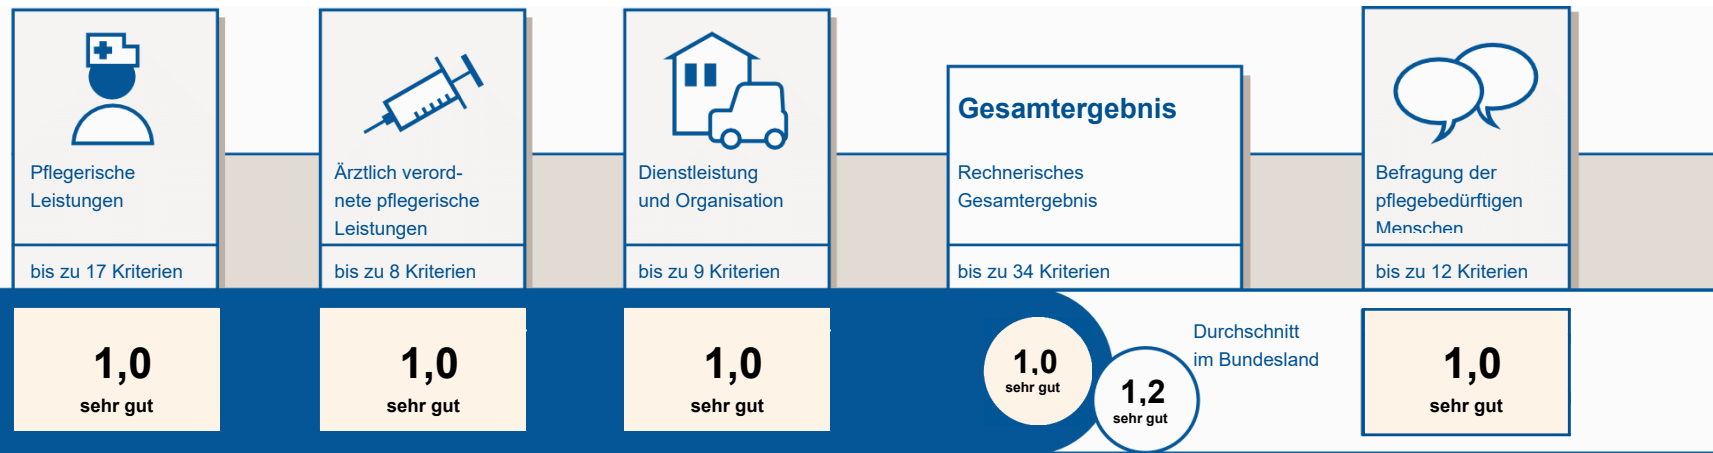 Pflegerische
Leistungen
bis zu 17 Kriterien
1,0
sehr gut
Ärztlich verord-
nete pflegerische
Leistungen
bis zu 8 Kriterien
1,0
sehr gut
Dienstleistung
und Organisation
bis zu 9 Kriterien
1,0
sehr gut
Gesamtergebnis
Rechnerisches
Gesamtergebnis
bis zu 34 Kriterien
1,0
sehr gut
1,2
sehr gut
Durchschnitt
im Bundesland
Befragung der
pflegebedürftigen
Menschen
bis zu 12 Kriterien
1,0
sehr gut